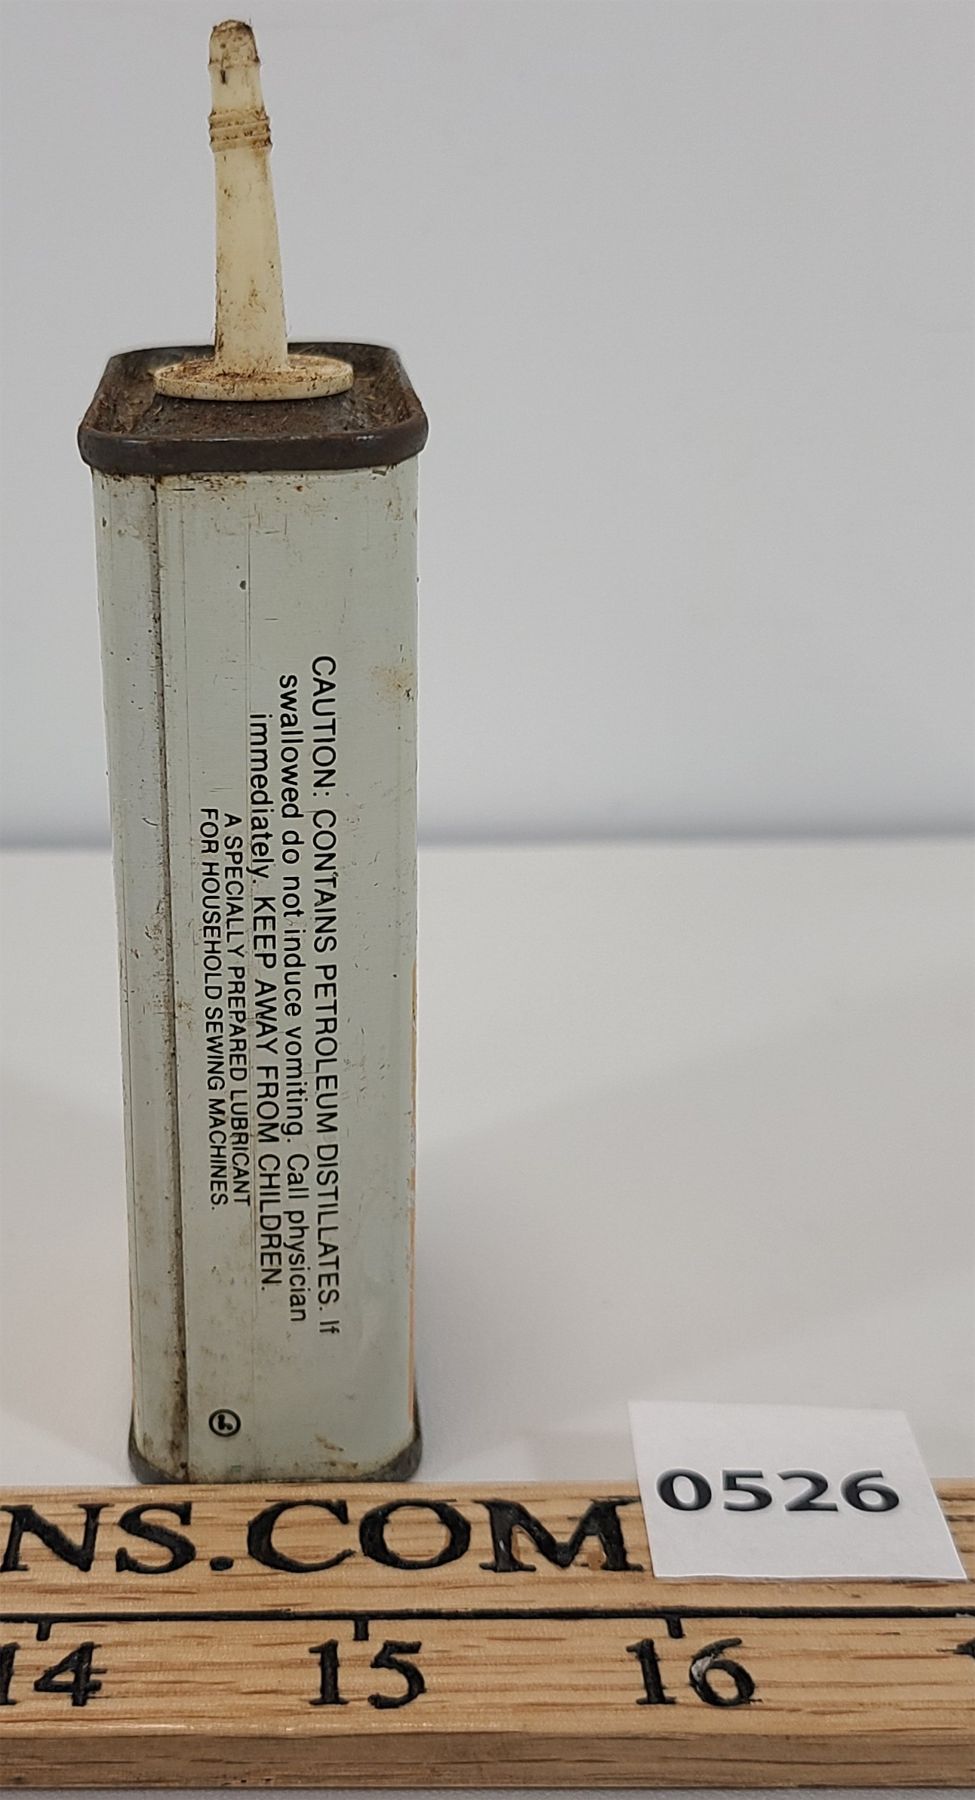 CAUTION: CONTAINS PETROLEUM DISTILLATES. If
swallowed do not induce vomiting. Call physician
immediately. KEEP AWAY FROM CHILDREN.
A SPECIALLY PREPARED LUBRICANT
FOR HOUSEHOLD SEWING MACHINES.
0526
NS.COM
14 15 16